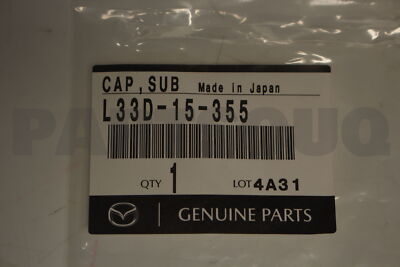 CAP, SUB Made in Japan
L33D-15-355
QTY 1 LOT 4A31
GENUINE PARTS